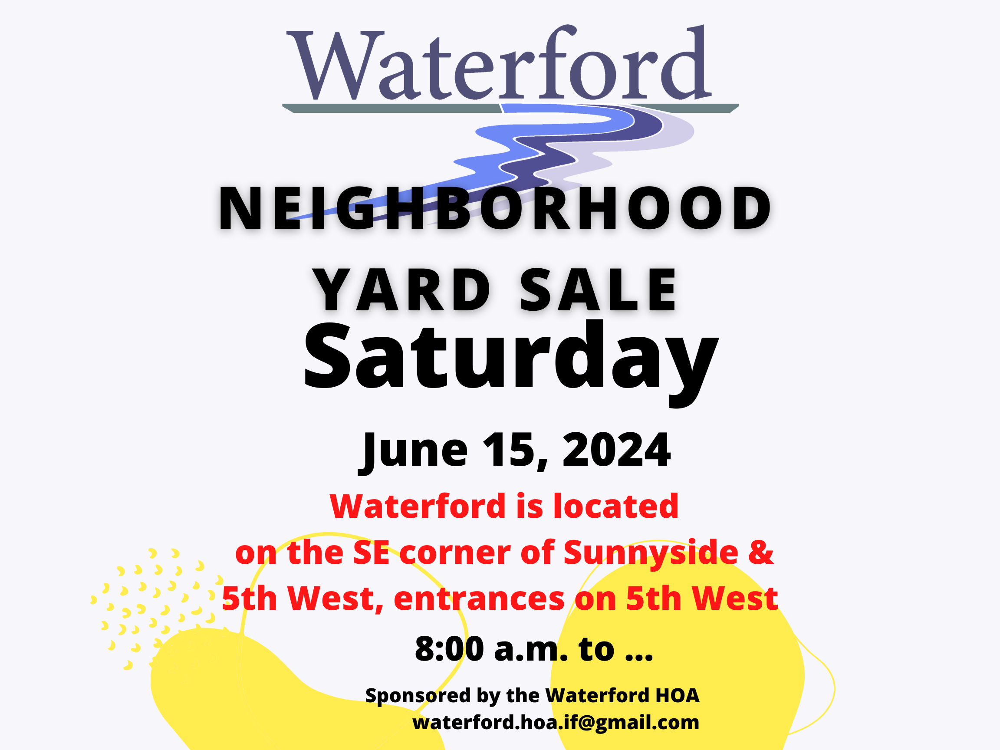 Waterford
NEIGHBORHOOD
YARD SALE
Saturday
June 15, 2024
Waterford is located
on the SE corner of Sunnyside &
5th West, entrances on 5th West
8:00 a.m. to ...
Sponsored by the Waterford HOA
waterford.hoa.if@gmail.com